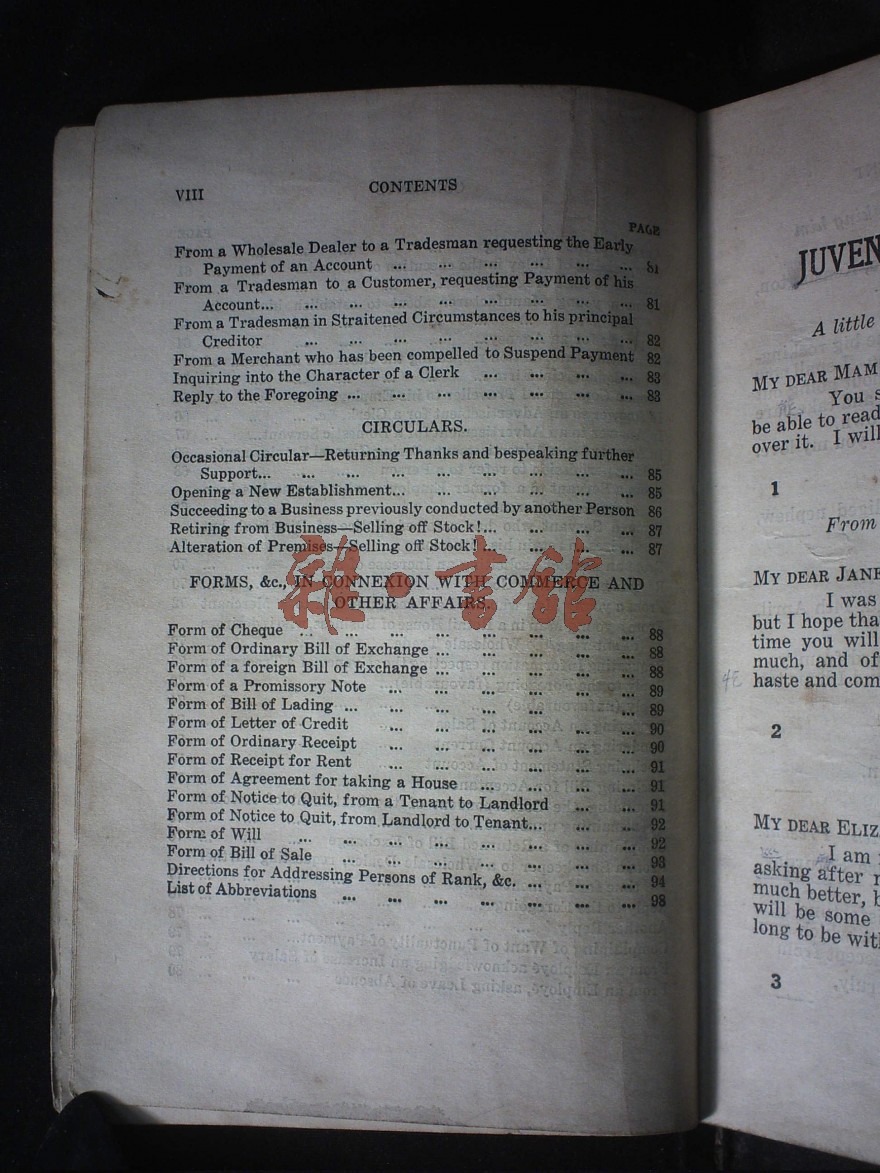 VIII
CONTENTS
PAGE
From a Wholesale Dealer to a Tradesman requesting the Early
Payment of an Account ... ... ... ... ... ... 81
From a Tradesman to a Customer, requesting Payment of his
Account... ... ... ... ... ... ... ... ... 81
From a Tradesman in Straitened Circumstances to his principal
Creditor ... ... ... ... ... ... ... ... 82
From a Merchant who has been compelled to Suspend Payment 82
Inquiring into the Character of a Clerk ... ... ... ... 83
Reply to the Foregoing ... ... ... ... ... ... ... 83
CIRCULARS.
Occasional Circular—Returning Thanks and bespeaking further
Support... ... ... ... ... ... ... ... ... 85
Opening a New Establishment... ... ... ... ... ... 85
Succeeding to a Business previously conducted by another Person 86
Retiring from Business—Selling off Stock!... ... ... ... 87
Alteration of Premises—Selling off Stock! ... ... ... ... 87
FORMS, &c., IN CONNEXION WITH COMMERCE AND
OTHER AFFAIRS.
雜·書館
Form of Cheque ... ... ... ... ... ... ... ... 88
Form of Ordinary Bill of Exchange ... ... ... ... ... 88
Form of a foreign Bill of Exchange ... ... ... ... ... 88
Form of a Promissory Note ... ... ... ... ... ... 89
Form of Bill of Lading ... ... ... ... ... ... ... 89
Form of Letter of Credit ... ... ... ... ... ... 90
Form of Ordinary Receipt ... ... ... ... ... ... 90
Form of Receipt for Rent ... ... ... ... ... ... 91
Form of Agreement for taking a House ... ... ... ... 91
Form of Notice to Quit, from a Tenant to Landlord ... ... 91
Form of Notice to Quit, from Landlord to Tenant... ... ... 92
Form of Will ... ... ... ... ... ... ... ... 92
Form of Bill of Sale ... ... ... ... ... ... ... 93
Directions for Addressing Persons of Rank, &c. ... ... ... 94
List of Abbreviations ... ... ... ... ... ... ... 98
JUVEN
A little
MY DEAR MAM
You s
be able to read
over it. I will
1
From
MY DEAR JANE
I was
but I hope tha
time you will
much, and of
haste and com
2
MY DEAR ELIZ
I am
asking after
much better, b
will be some
long to be wit
3